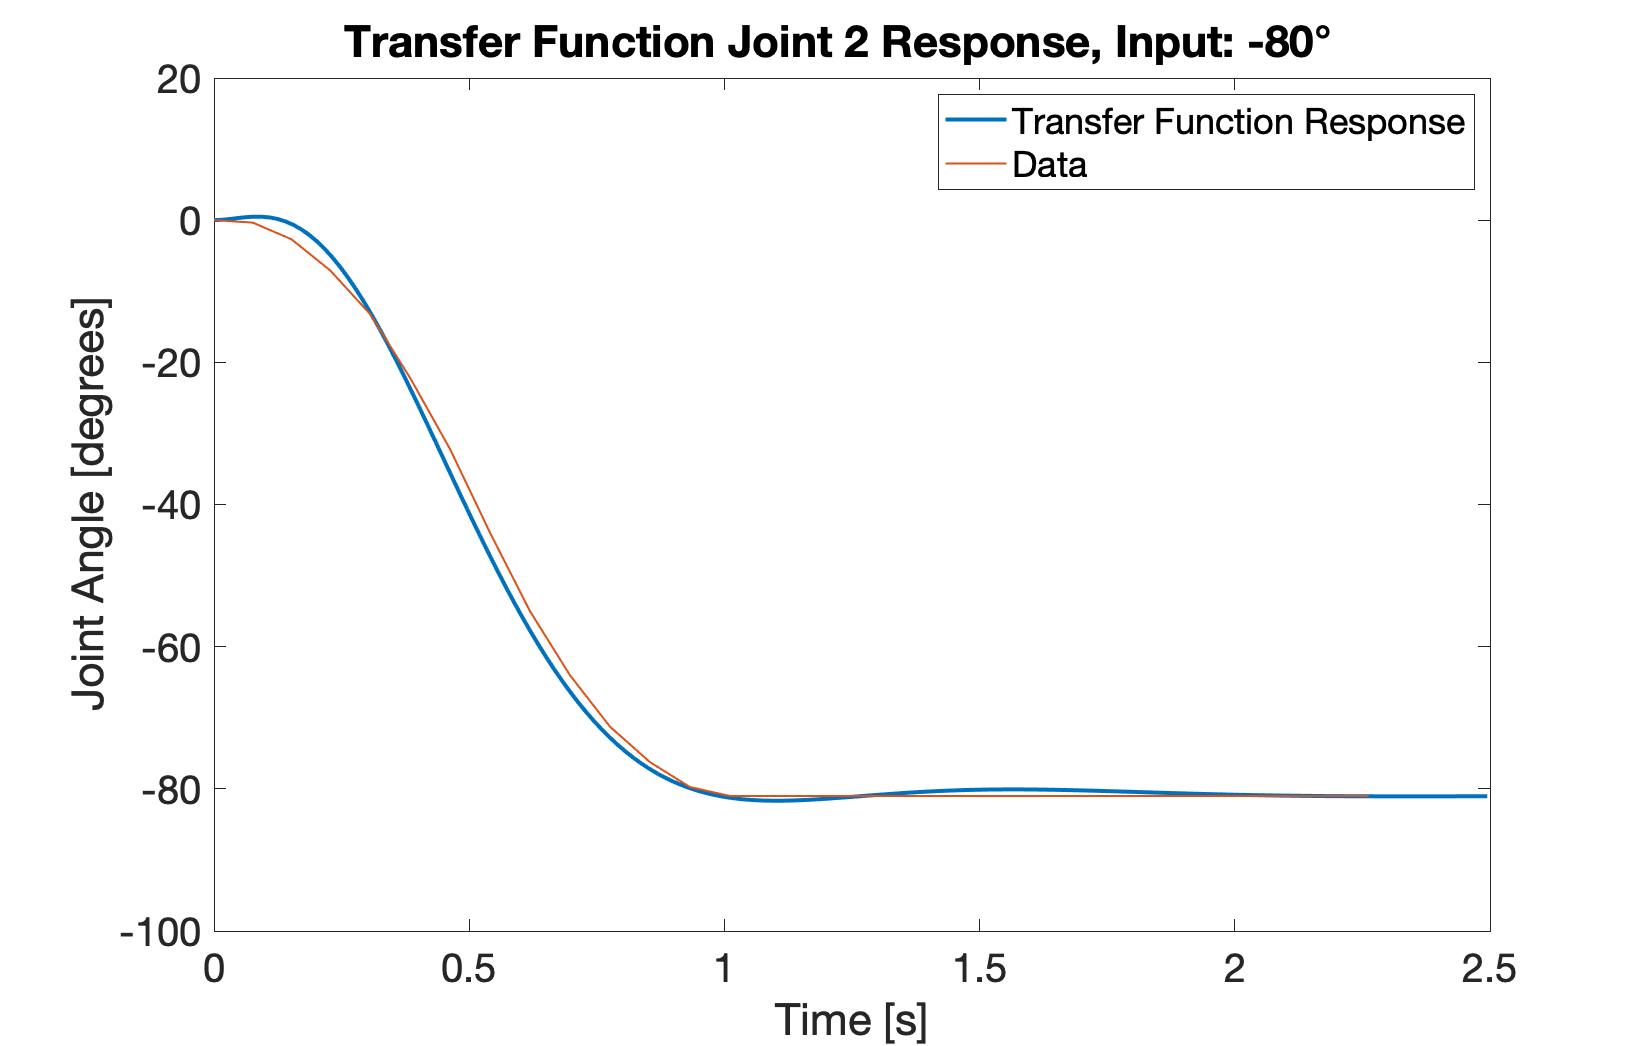 Transfer Function Joint 2 Response, Input: -80°
Transfer Function Response
Data
Joint Angle [degrees]
20
0
-20
-40
-60
-80
-100
0 0.5 1 1.5 2 2.5
Time [s]